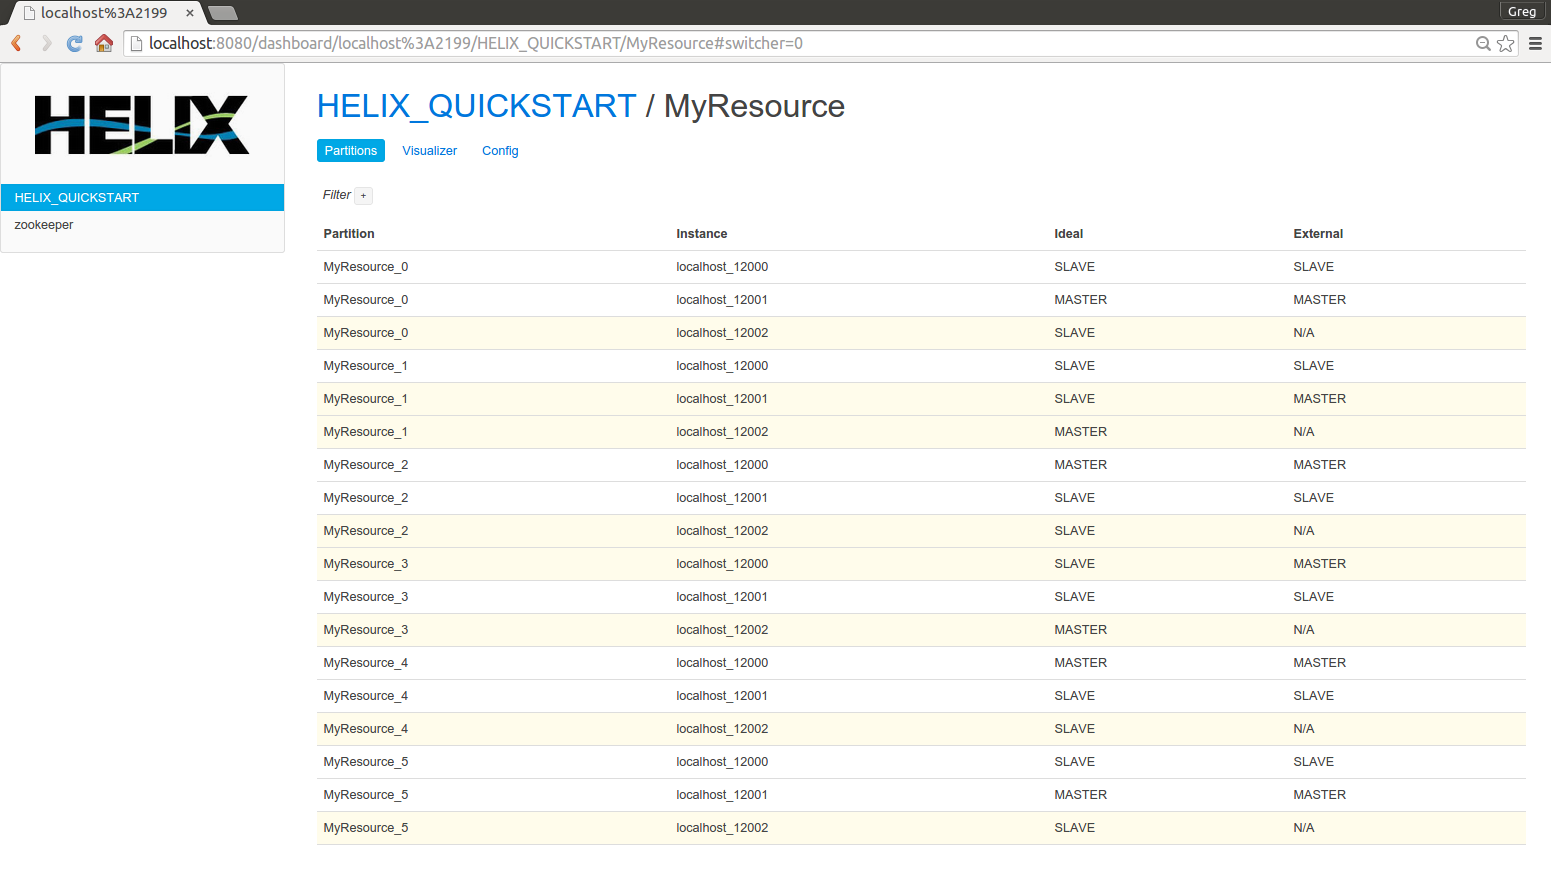 localhost%3A2199 ×
Greg
localhost:8080/dashboard/localhost%3A2199/HELIX_QUICKSTART/MyResource#switcher=0
HELIX
HELIX_QUICKSTART
zookeeper
HELIX_QUICKSTART / MyResource
Partitions Visualizer Config
Filter +
Partition Instance Ideal External
MyResource_0 localhost_12000 SLAVE SLAVE
MyResource_0 localhost_12001 MASTER MASTER
MyResource_0 localhost_12002 SLAVE N/A
MyResource_1 localhost_12000 SLAVE SLAVE
MyResource_1 localhost_12001 SLAVE MASTER
MyResource_1 localhost_12002 MASTER N/A
MyResource_2 localhost_12000 MASTER MASTER
MyResource_2 localhost_12001 SLAVE SLAVE
MyResource_2 localhost_12002 SLAVE N/A
MyResource_3 localhost_12000 SLAVE MASTER
MyResource_3 localhost_12001 SLAVE SLAVE
MyResource_3 localhost_12002 MASTER N/A
MyResource_4 localhost_12000 MASTER MASTER
MyResource_4 localhost_12001 SLAVE SLAVE
MyResource_4 localhost_12002 SLAVE N/A
MyResource_5 localhost_12000 SLAVE SLAVE
MyResource_5 localhost_12001 MASTER MASTER
MyResource_5 localhost_12002 SLAVE N/A